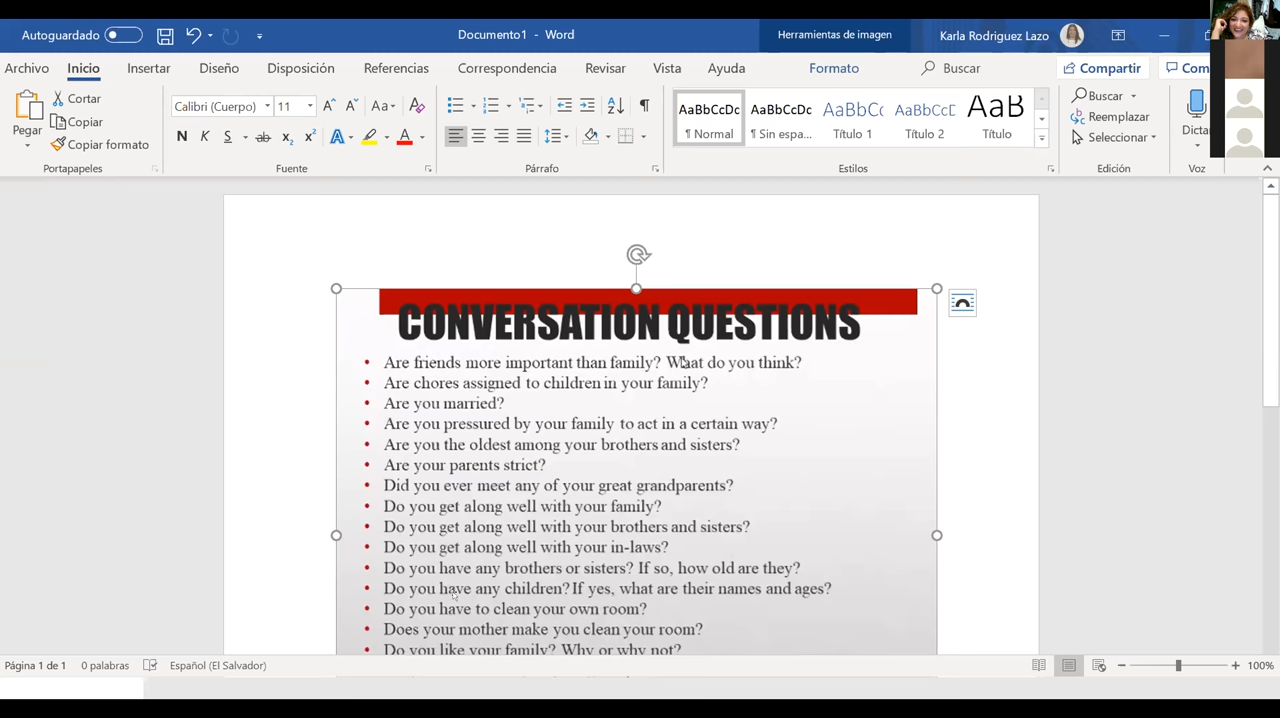 Autoguardado
Documento1 - Word
Herramientas de imagen
Karla Rodriguez Lazo
Archivo Inicio Insertar Diseño Disposición Referencias Correspondencia Revisar Vista Ayuda Formato Buscar Compartir Com
Pegar
Cortar
Copiar
Copiar formato
Portapapeles
Calibri (Cuerpo) 11
Aa
N K S ab x₂ x² A A
Fuente
Párrafo
AaBbCcDc AaBbCcDc AaBbCc AaBbCcD AaB
¶ Normal ¶ Sin espa... Título 1 Título 2 Título
Estilos
Buscar
Reemplazar
Seleccionar
Edición
Dicta
Voz
CONVERSATION QUESTIONS
• Are friends more important than family? What do you think?
• Are chores assigned to children in your family?
• Are you married?
• Are you pressured by your family to act in a certain way?
• Are you the oldest among your brothers and sisters?
• Are your parents strict?
• Did you ever meet any of your great grandparents?
• Do you get along well with your family?
• Do you get along well with your brothers and sisters?
• Do you get along well with your in-laws?
• Do you have any brothers or sisters? If so, how old are they?
• Do you have any children? If yes, what are their names and ages?
• Do you have to clean your own room?
• Does your mother make you clean your room?
• Do you like your family? Why or why not?
Página 1 de 1 0 palabras Español (El Salvador) 100%